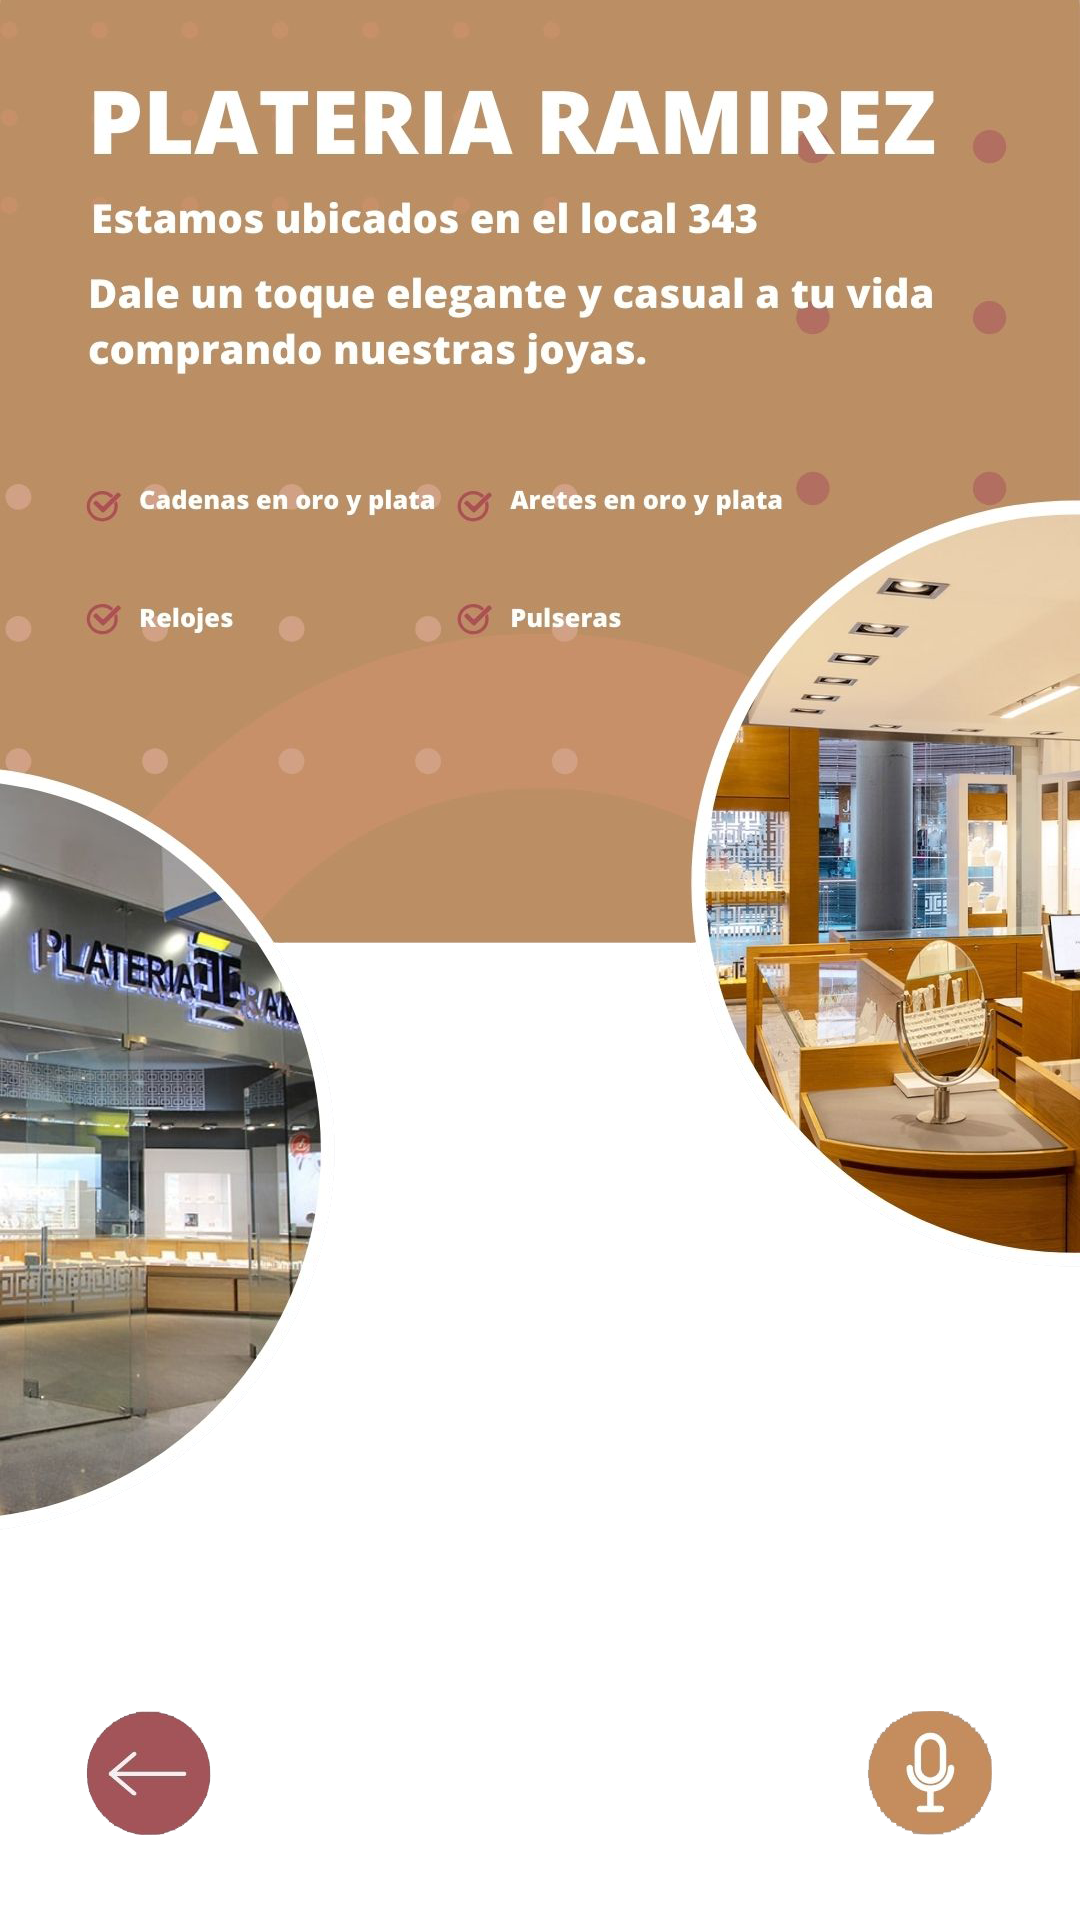 PLATERIA RAMIREZ
Estamos ubicados en el local 343
Dale un toque elegante y casual a tu vida
comprando nuestras joyas.
Cadenas en oro y plata
Aretes en oro y plata
Relojes
Pulseras
PLATERIA RAM